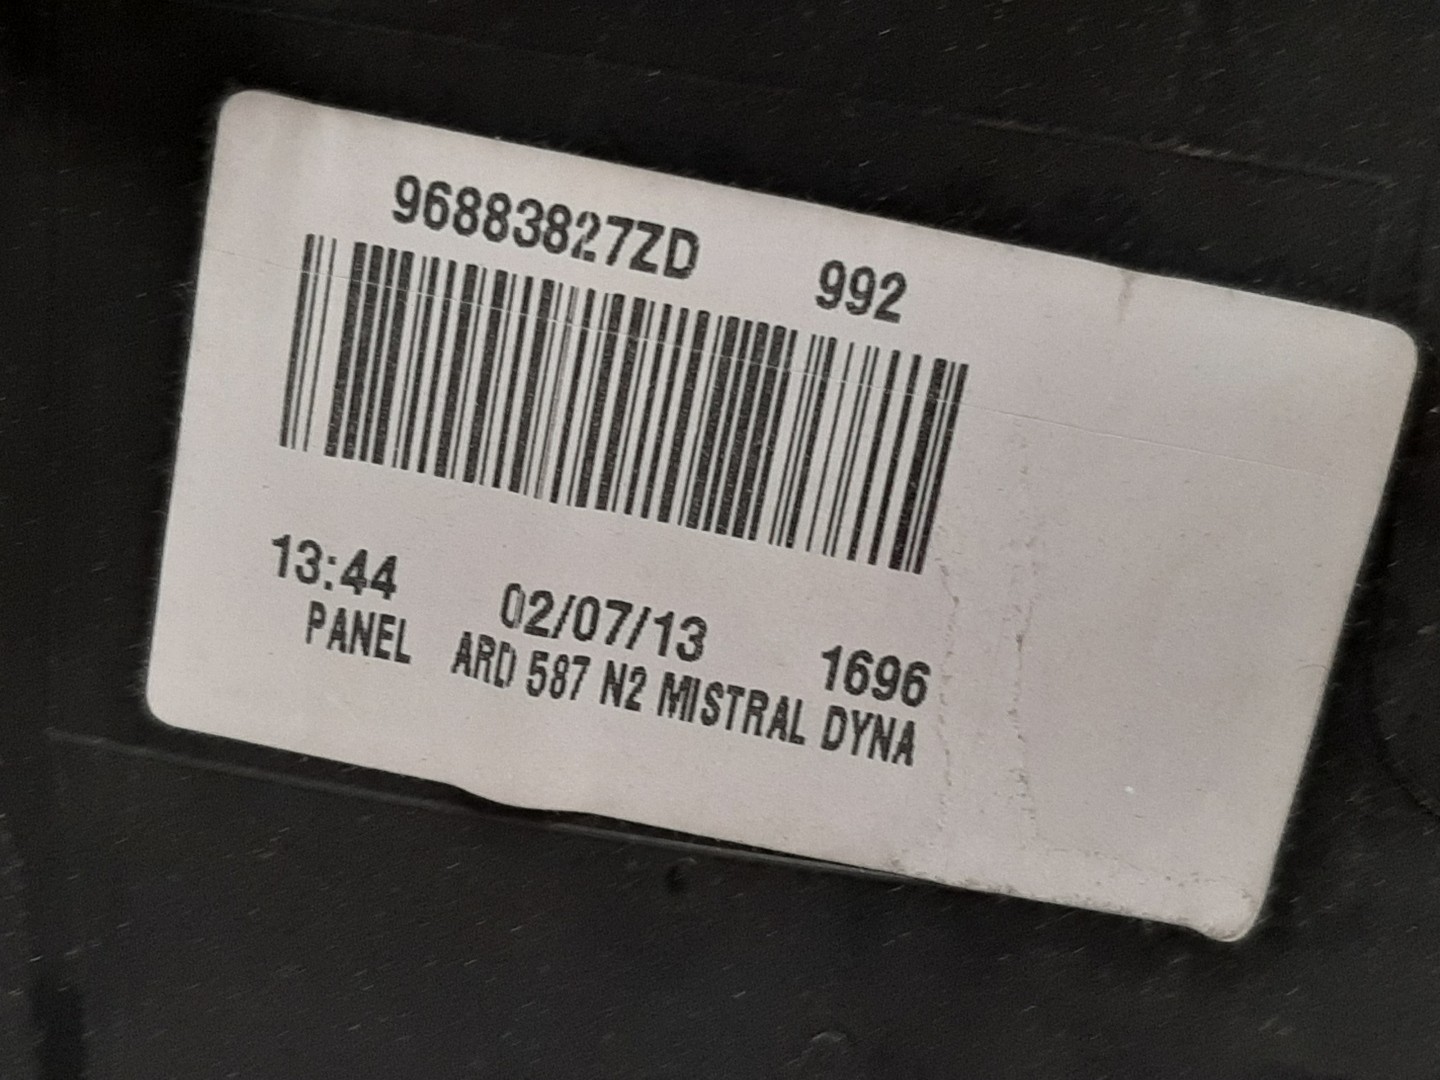 96883827ZD 992
13:44 02/07/13 1696
PANEL ARD 587 N2 MISTRAL DYNA